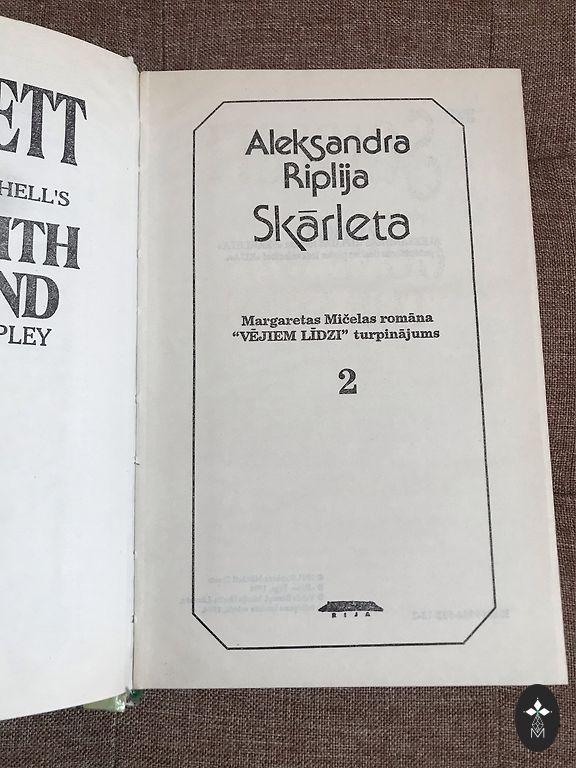 ETT
HELL'S
ITH
ND
PLEY
Aleksandra
Riplija
Skārleta
Margaretas Mičelas romāna
“VĒJIEM LĪDZI” turpinājums
2
RIJA
M